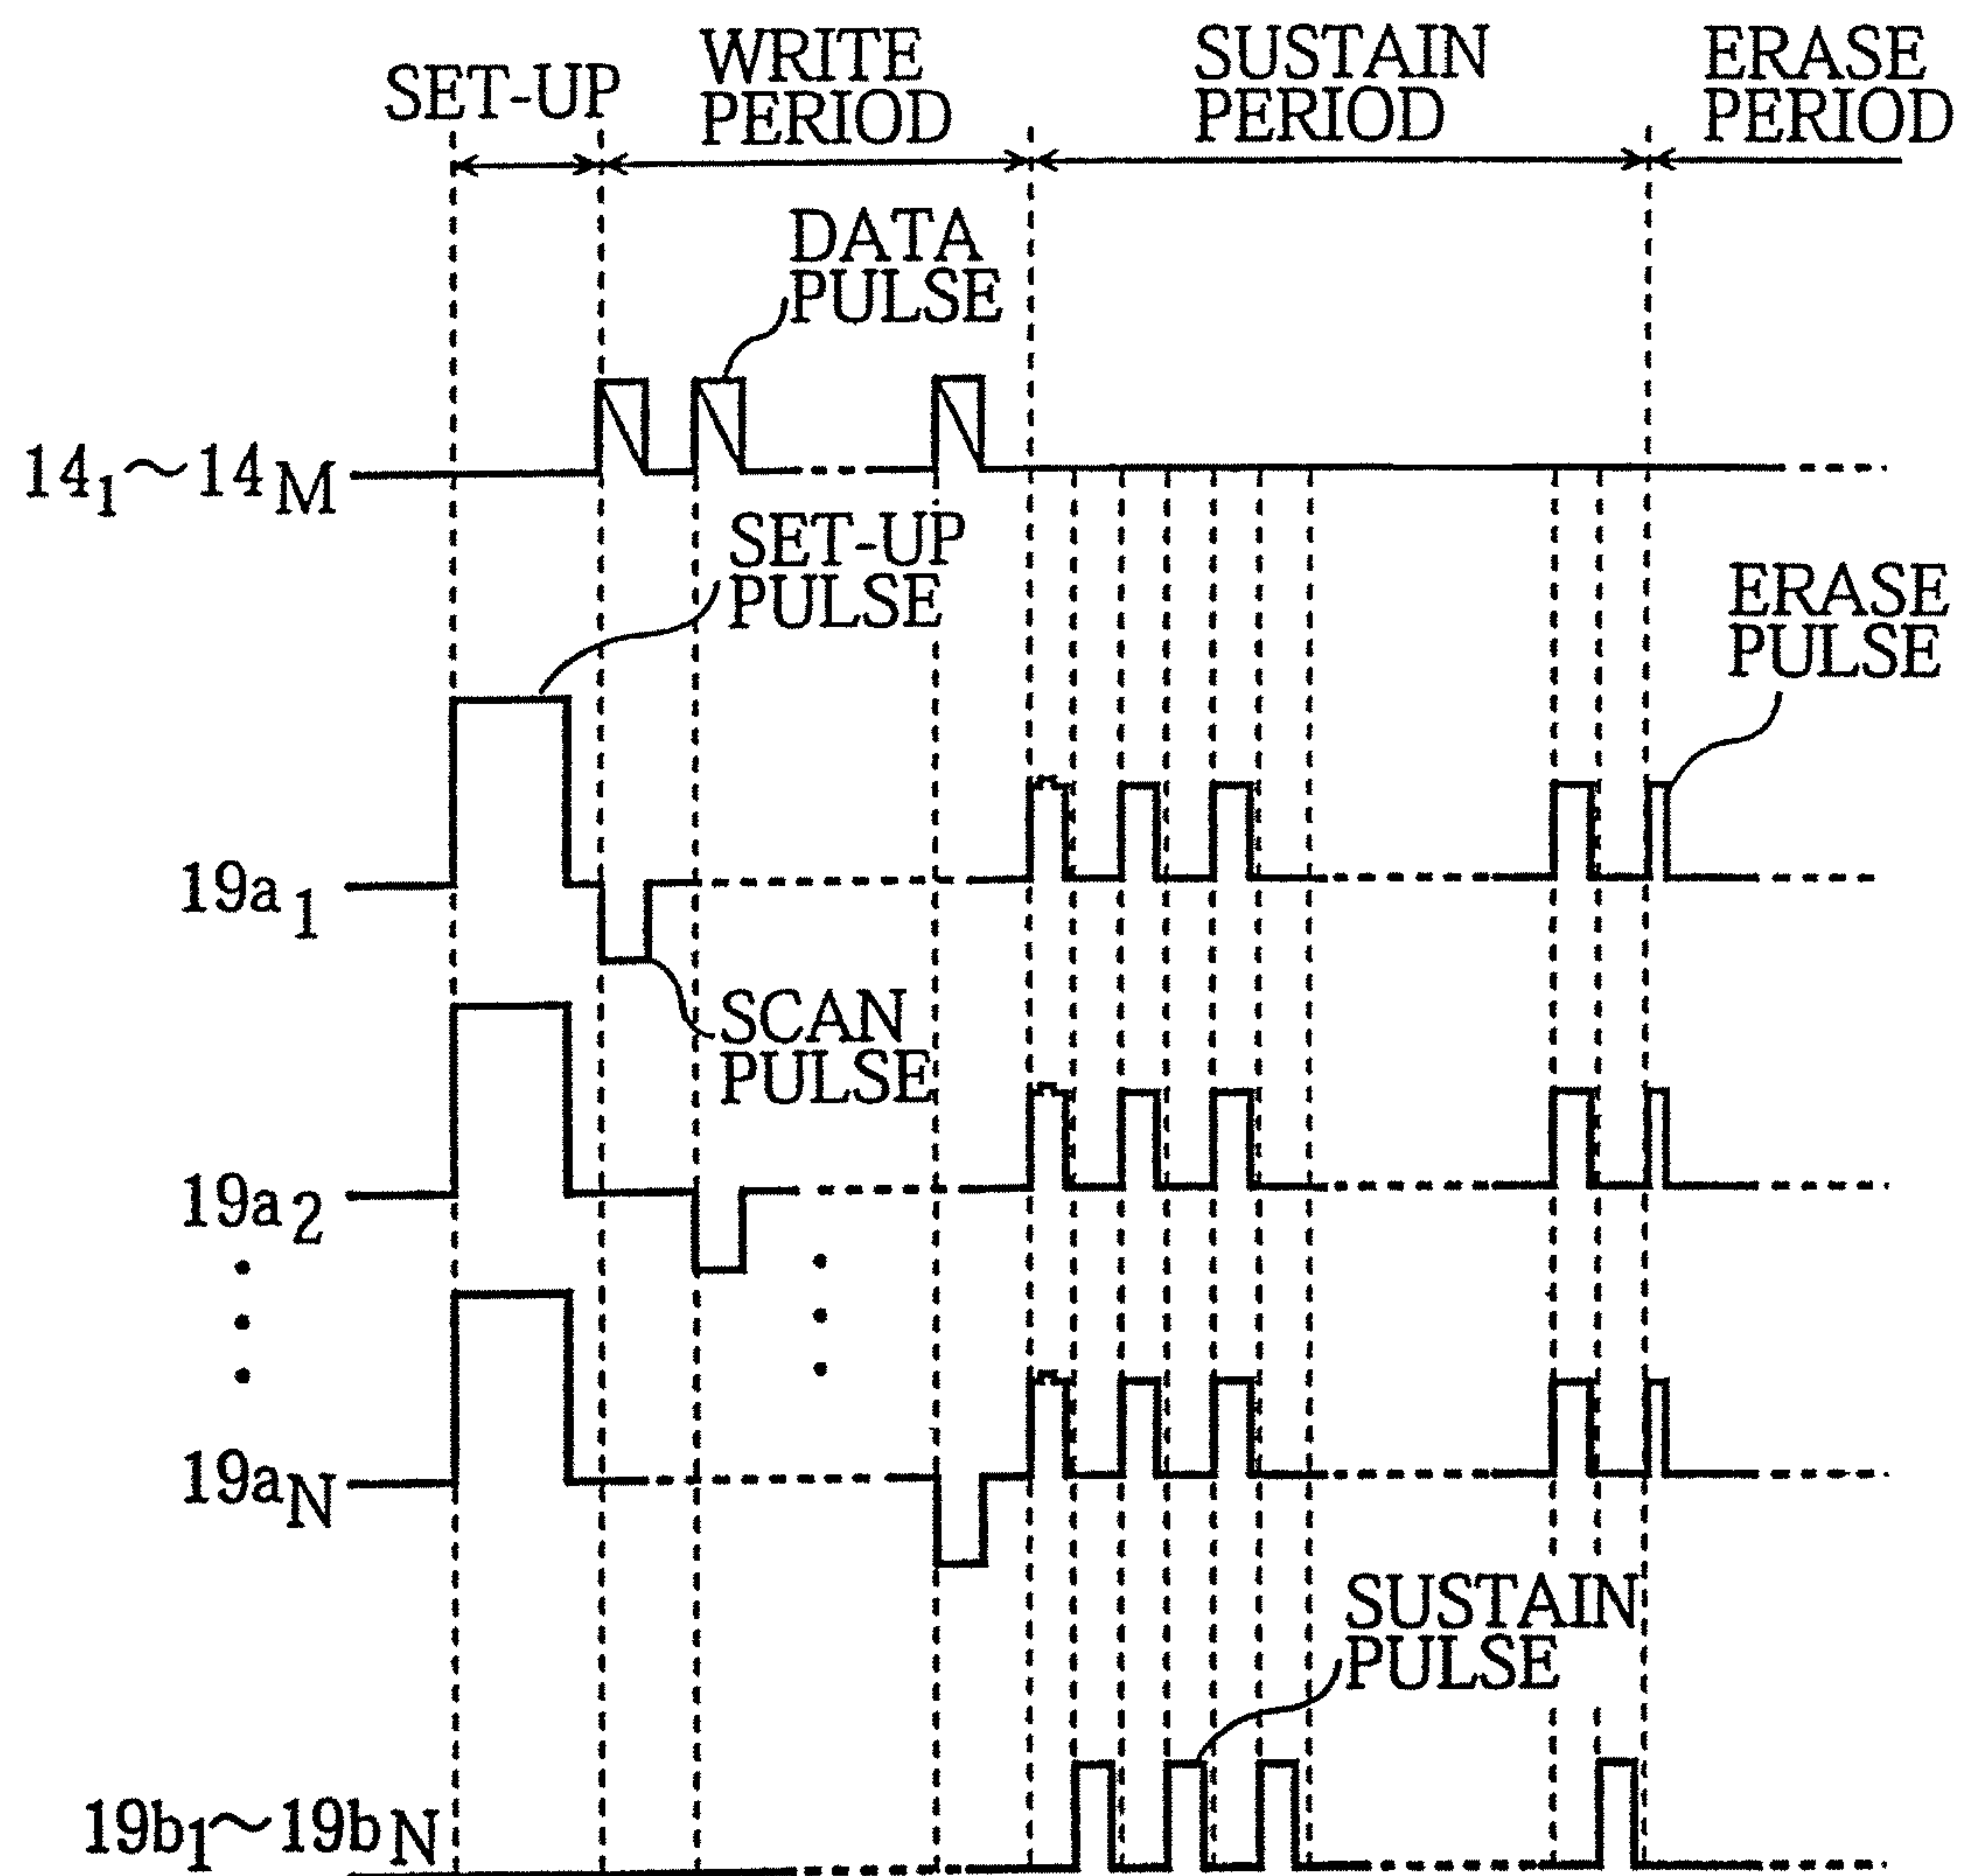 SET-UP
WRITE
PERIOD
SUSTAIN
PERIOD
ERASE
PERIOD
DATA
PULSE
14₁~14M
SET-UP
PULSE
ERASE
PULSE
19a₁
SCAN
PULSE
19a₂
19aN
SUSTAIN
PULSE
19b₁~19bN